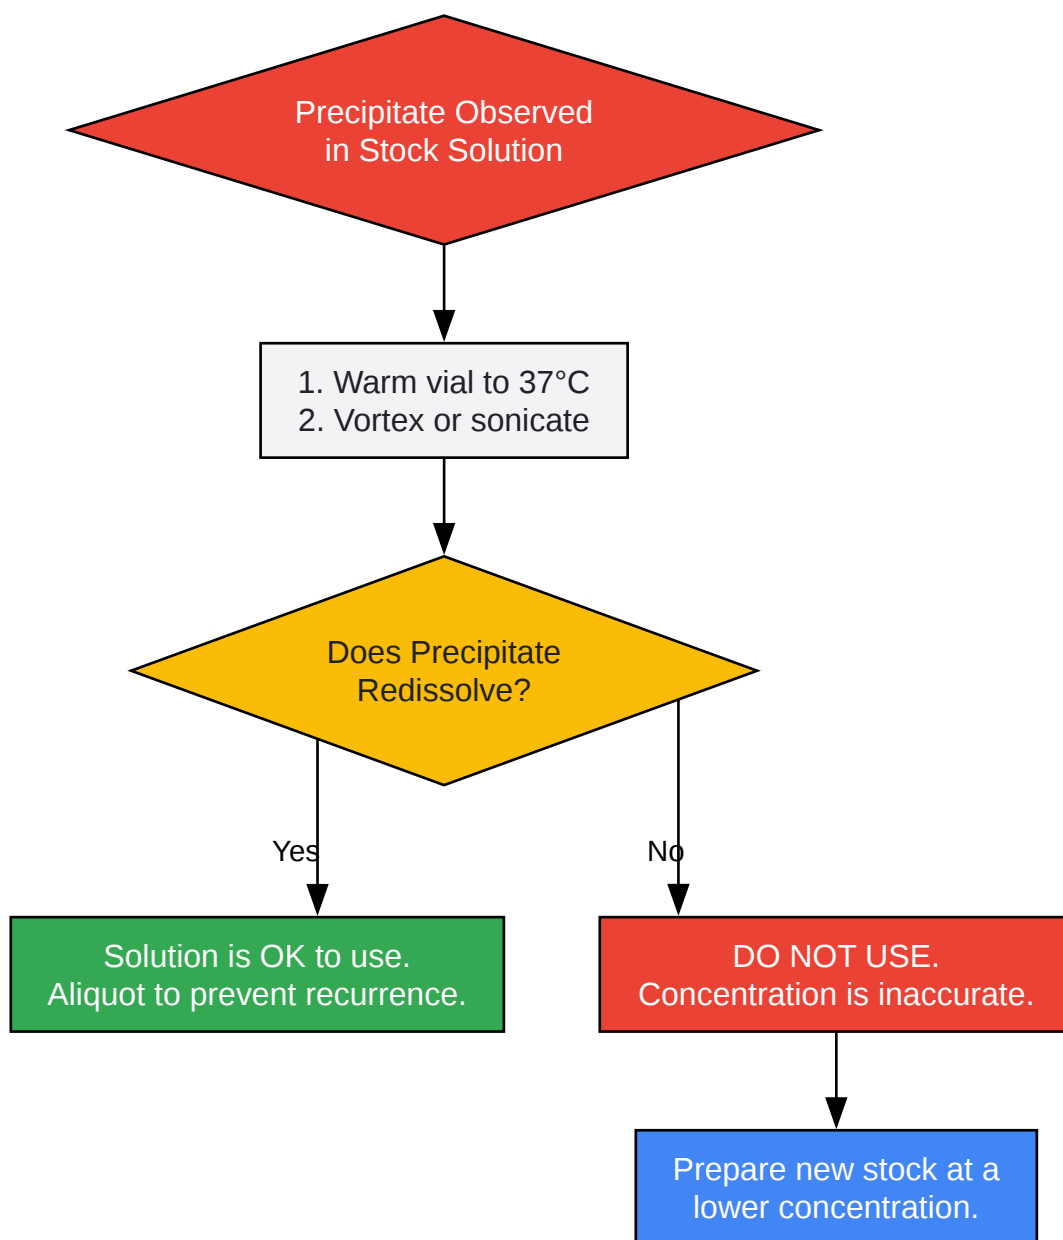 Precipitate Observed
in Stock Solution
1. Warm vial to 37°C
2. Vortex or sonicate
Does Precipitate
Redissolve?
Yes
No
Solution is OK to use.
Aliquot to prevent recurrence.
DO NOT USE.
Concentration is inaccurate.
Prepare new stock at a
lower concentration.